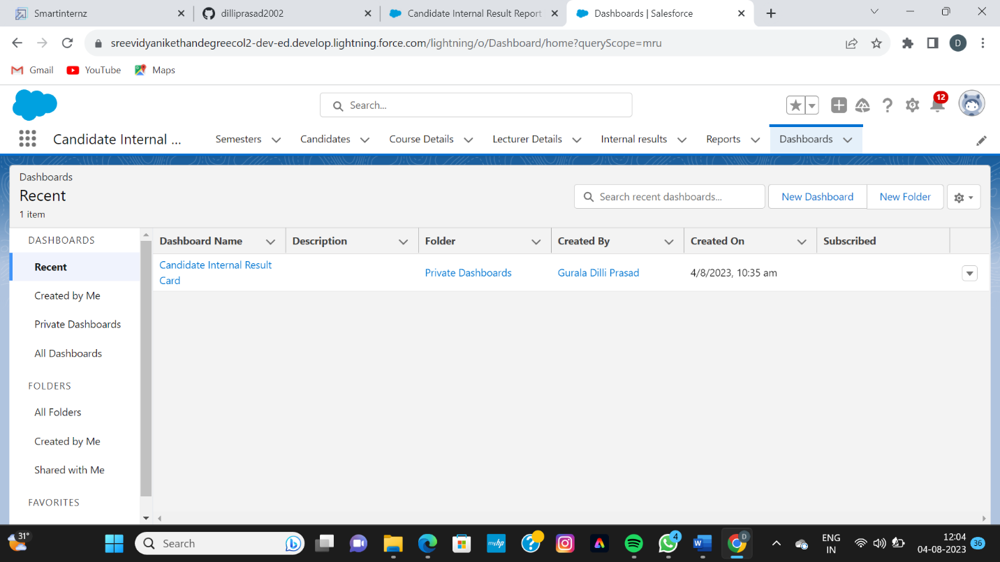 Smartinternz
dilliprasad2002
Candidate Internal Result Report
Dashboards | Salesforce
sreevidyanikethandegreecol2-dev-ed.develop.lightning.force.com/lightning/o/Dashboard/home?queryScope=mru
D
Gmail
YouTube
Maps
Search...
12
Candidate Internal ...
Semesters
Candidates
Course Details
Lecturer Details
Internal results
Reports
Dashboards
Dashboards
Recent
1 item
Search recent dashboards...
New Dashboard
New Folder
DASHBOARDS
Recent
Created by Me
Private Dashboards
All Dashboards
FOLDERS
All Folders
Created by Me
Shared with Me
FAVORITES
Dashboard Name Description Folder Created By Created On Subscribed
Candidate Internal Result
Card
Private Dashboards
Gurala Dilli Prasad
4/8/2023, 10:35 am
31°
Search
myhp
4
D
ENG
IN
12:04
04-08-2023
36